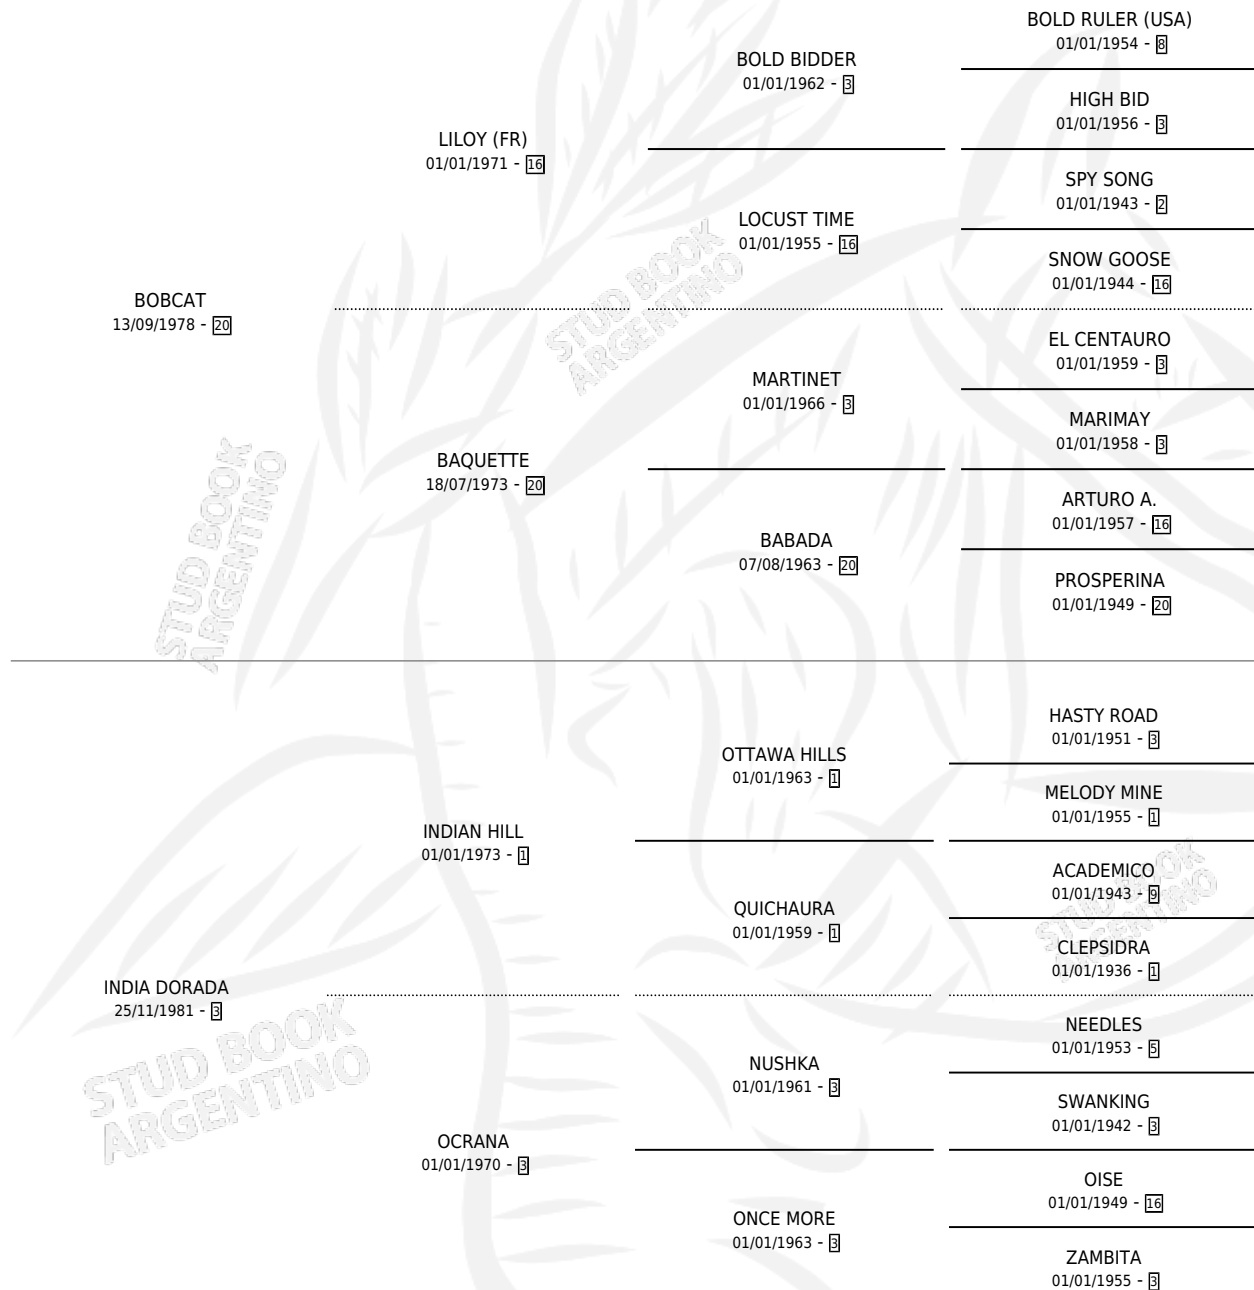 BOLD RULER (USA)
01/01/1954 - 8
BOLD BIDDER
01/01/1962 - 3
HIGH BID
01/01/1956 - 3
LILOY (FR)
01/01/1971 - 16
SPY SONG
01/01/1943 - 2
LOCUST TIME
01/01/1955 - 16
SNOW GOOSE
01/01/1944 - 16
BOBCAT
13/09/1978 - 20
EL CENTAURO
01/01/1959 - 3
MARTINET
01/01/1966 - 3
MARIMAY
01/01/1958 - 3
BAQUETTE
18/07/1973 - 20
ARTURO A.
01/01/1957 - 16
BABADA
07/08/1963 - 20
PROSPERINA
01/01/1949 - 20
HASTY ROAD
01/01/1951 - 3
OTTAWA HILLS
01/01/1963 - 1
MELODY MINE
01/01/1955 - 1
INDIAN HILL
01/01/1973 - 1
ACADEMICO
01/01/1943 - 9
QUICHAURA
01/01/1959 - 1
CLEPSIDRA
01/01/1936 - 1
INDIA DORADA
25/11/1981 - 3
NEEDLES
01/01/1953 - 5
NUSHKA
01/01/1961 - 3
SWANKING
01/01/1942 - 3
OCRANA
01/01/1970 - 3
OISE
01/01/1949 - 16
ONCE MORE
01/01/1963 - 3
ZAMBITA
01/01/1955 - 3
STUD BOOK
ARGENTINO
STUD BOOK
ARGENTINO
STUD BOOK
ARGENTINO
STUD BOOK
ARGENTINO